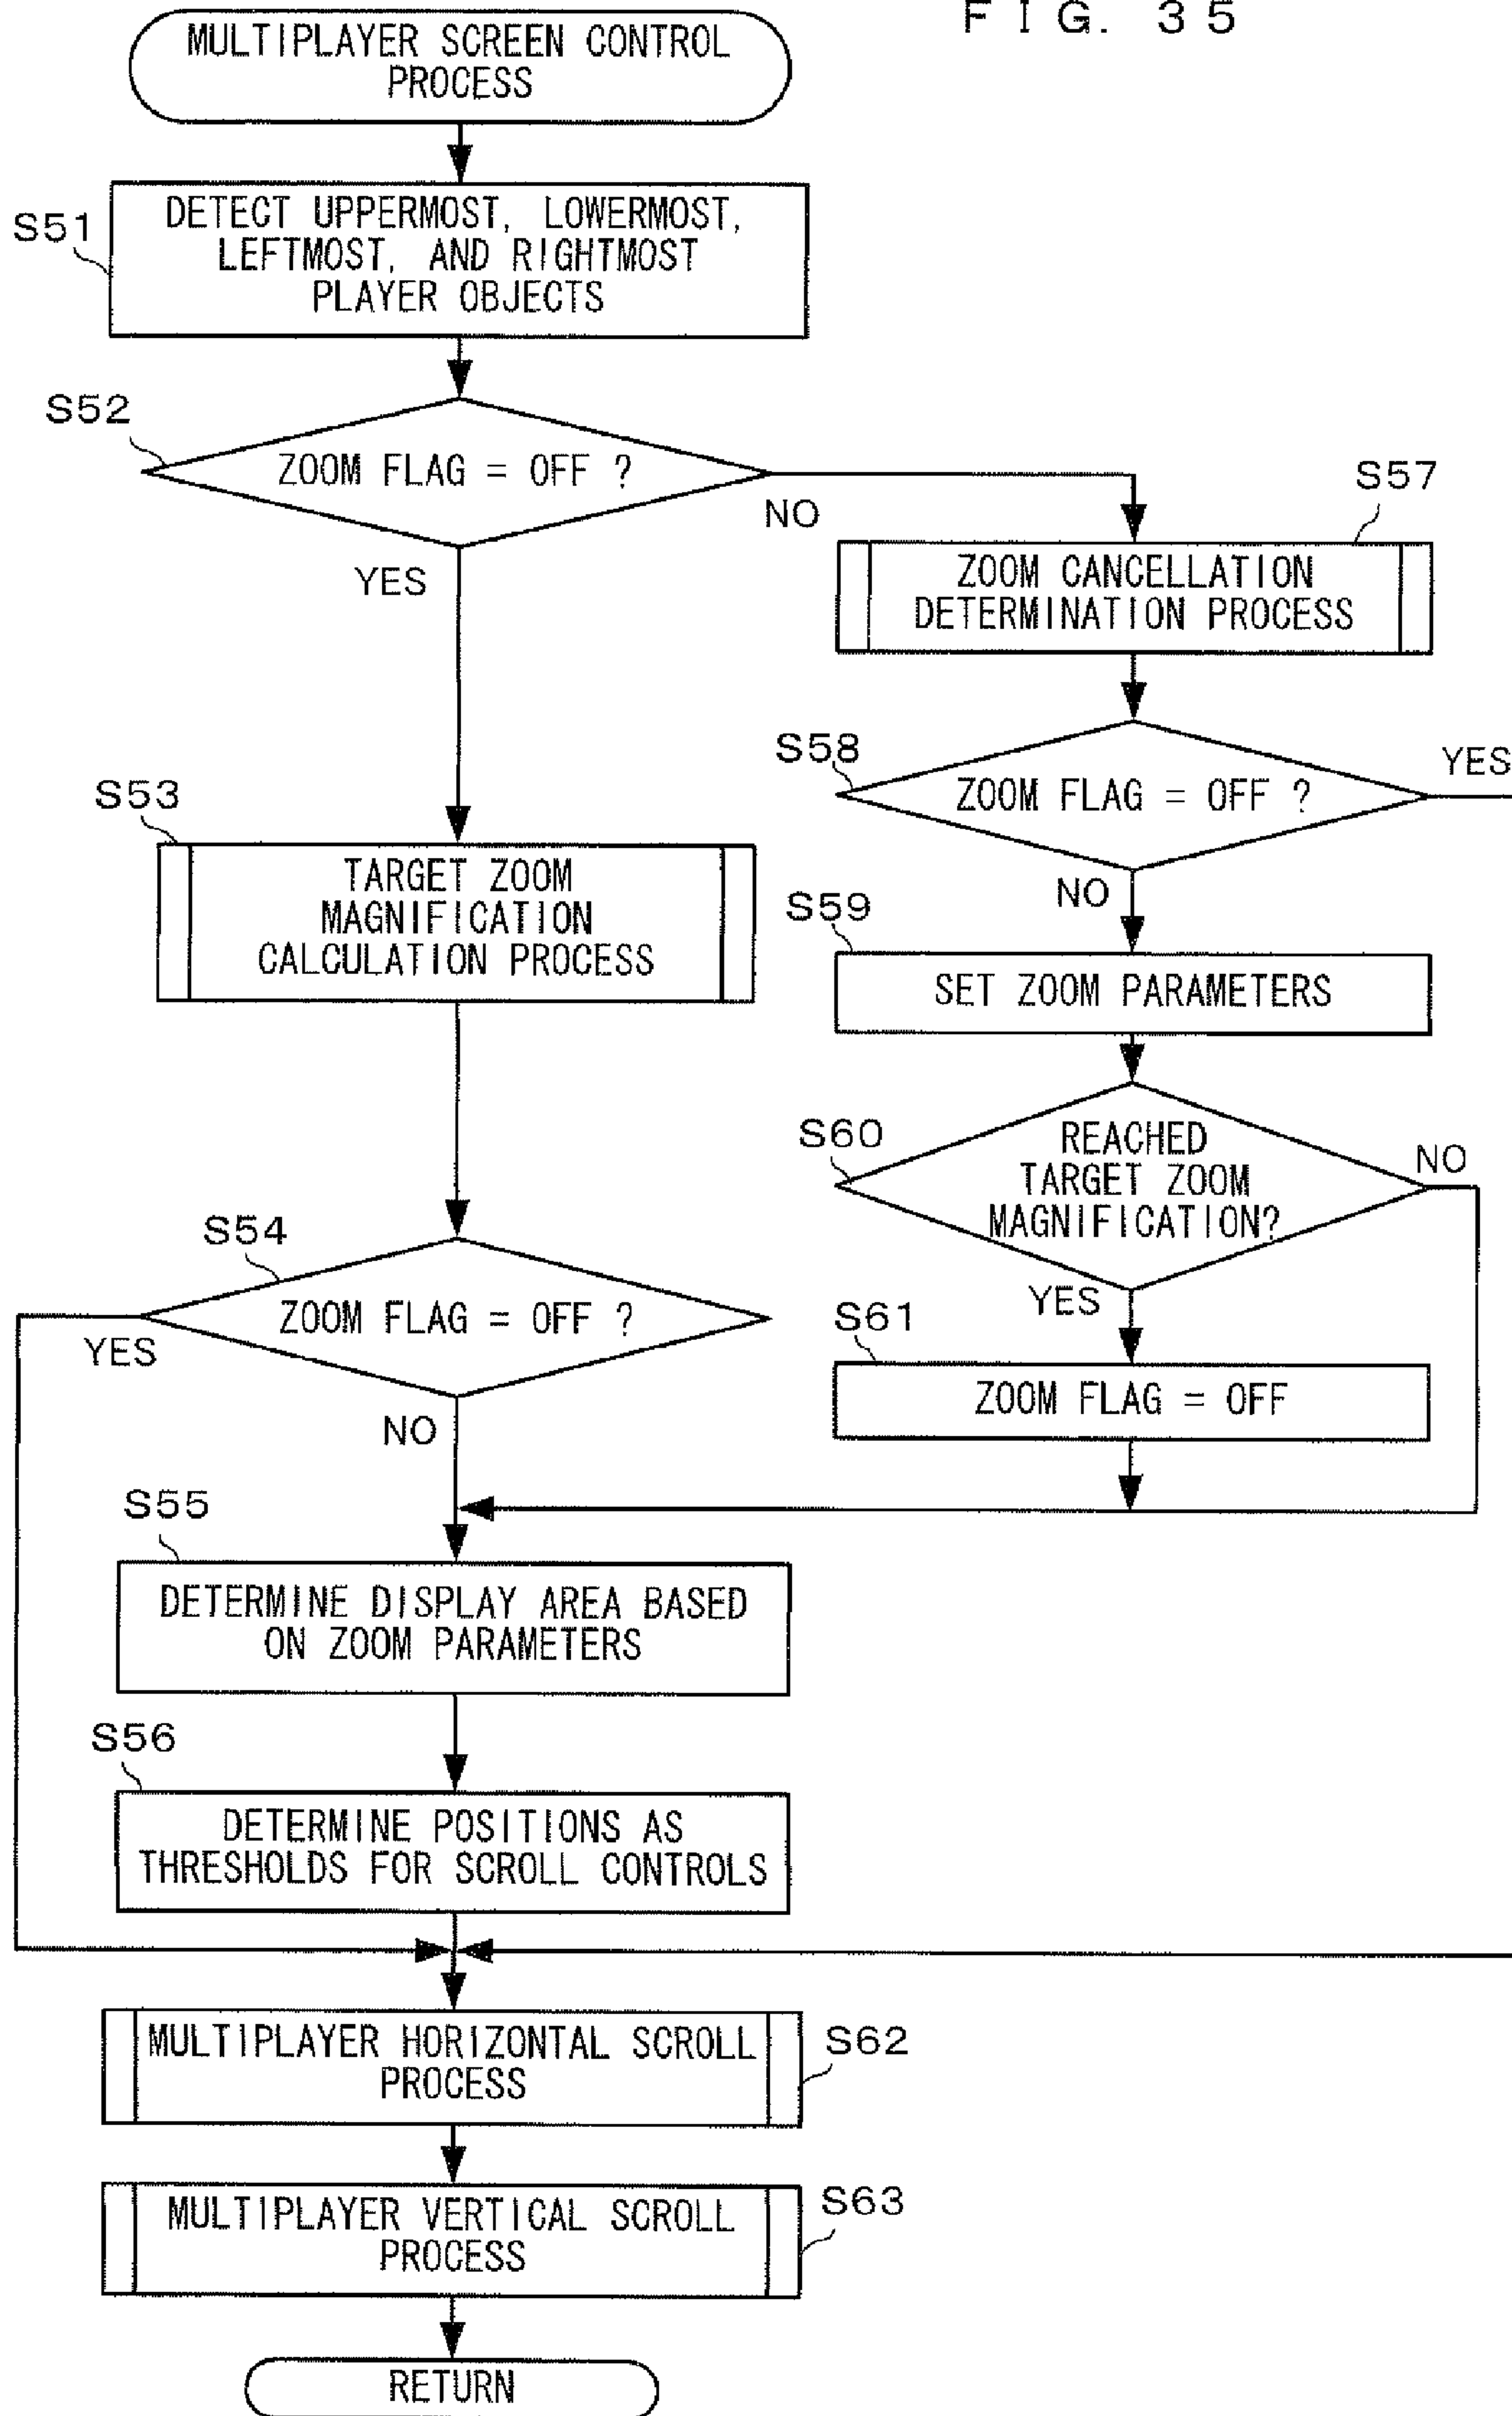 FIG. 35
MULTIPLAYER SCREEN CONTROL
PROCESS
S51
DETECT UPPERMOST, LOWERMOST,
LEFTMOST, AND RIGHTMOST
PLAYER OBJECTS
S52
ZOOM FLAG = OFF ?
NO
YES
S57
ZOOM CANCELLATION
DETERMINATION PROCESS
S58
ZOOM FLAG = OFF ?
YES
NO
S53
TARGET ZOOM
MAGNIFICATION
CALCULATION PROCESS
S59
SET ZOOM PARAMETERS
S60
REACHED
TARGET ZOOM
MAGNIFICATION?
NO
YES
S54
ZOOM FLAG = OFF ?
YES
NO
S61
ZOOM FLAG = OFF
S55
DETERMINE DISPLAY AREA BASED
ON ZOOM PARAMETERS
S56
DETERMINE POSITIONS AS
THRESHOLDS FOR SCROLL CONTROLS
MULTIPLAYER HORIZONTAL SCROLL
PROCESS
S62
MULTIPLAYER VERTICAL SCROLL
PROCESS
S63
RETURN